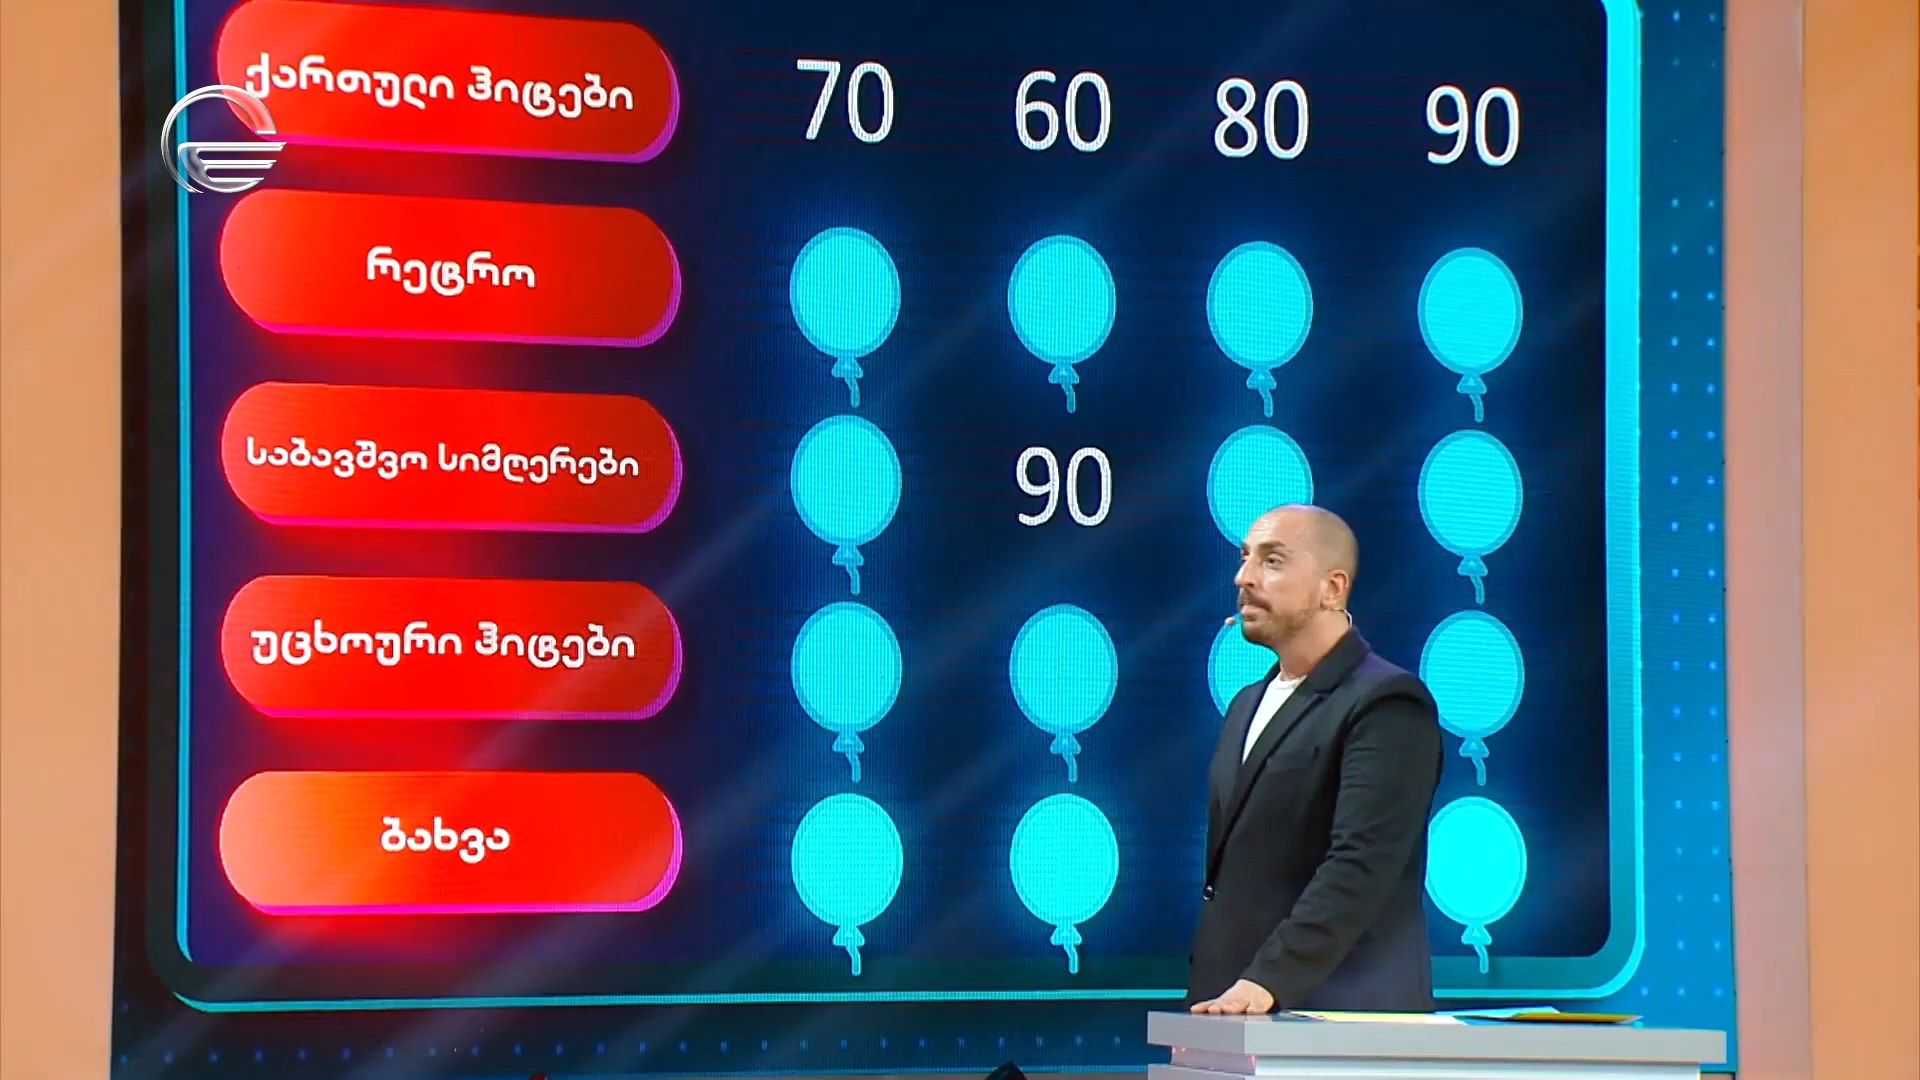 ქართული ჰიტები 70 60 80 90
რეტრო
საბავშვო სიმღერები 90
უცხოური ჰიტები
ბახვა